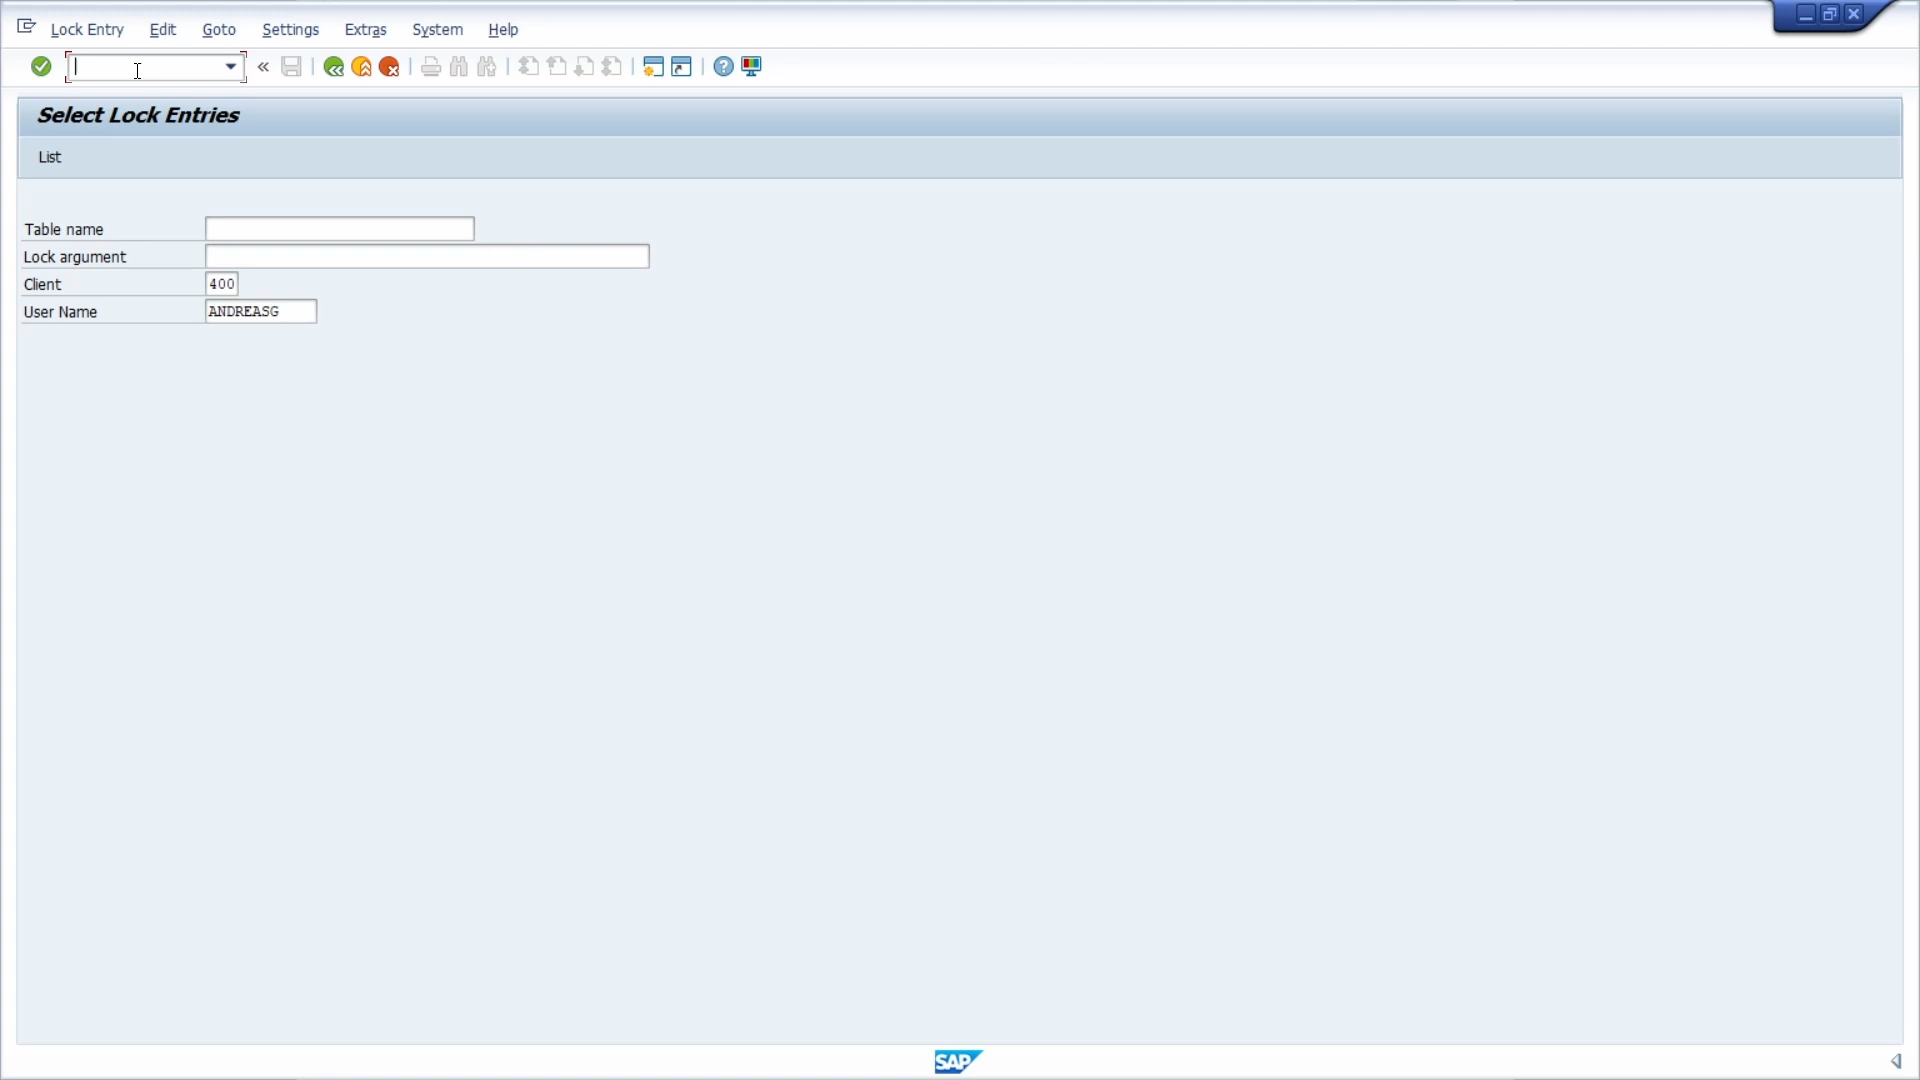 Lock Entry Edit Goto Settings Extras System Help
Select Lock Entries
List
Table name
Lock argument
Client 400
User Name ANDREASG
SAP